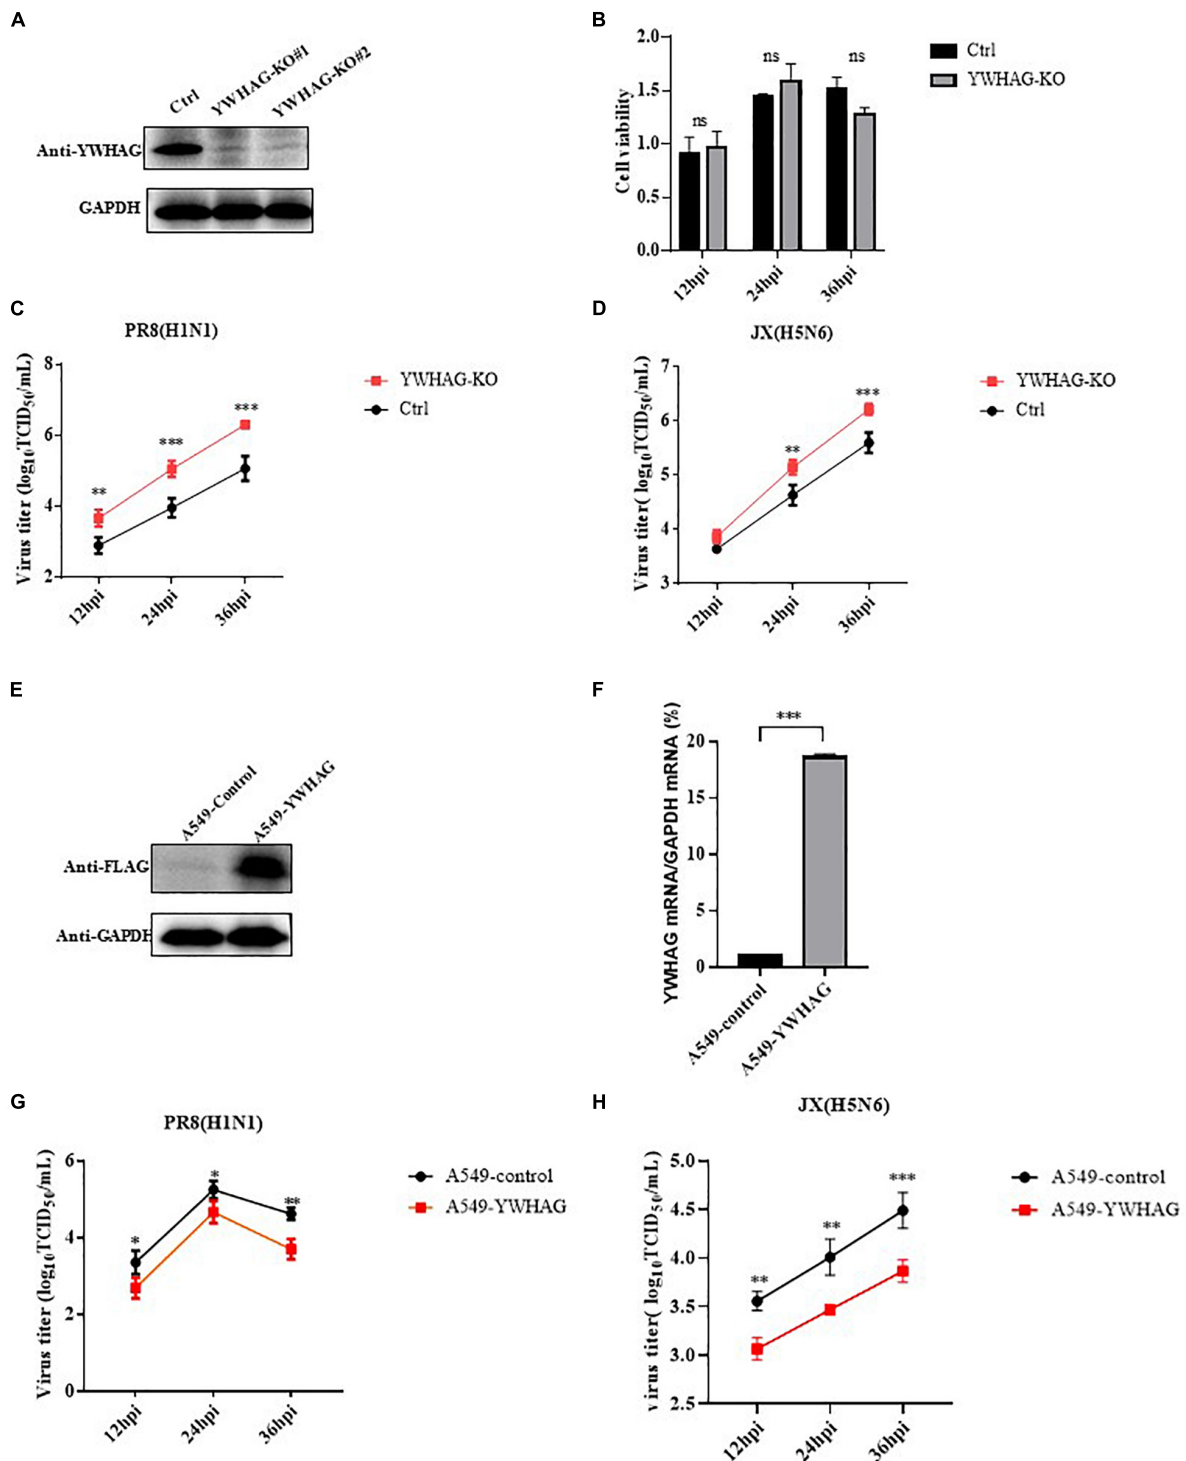 A
Ctrl
YWHAG-KO#1
YWHAG-KO#2
Anti-YWHAG
GAPDH
B
2.0
1.5
1.0
0.5
0.0
Cell viability
ns
ns
ns
12hpi
24hpi
36hpi
Ctrl
YWHAG-KO
C
PR8(H1N1)
Virus titer (log10TCID50/mL)
8
6
4
2
**
***
***
12hpi
24hpi
36hpi
YWHAG-KO
Ctrl
D
JX(H5N6)
Virus titer( log10TCID50/mL)
7
6
5
4
3
**
***
12hpi
24hpi
36hpi
YWHAG-KO
Ctrl
E
A549-Control
A549-YWHAG
Anti-FLAG
Anti-GAPDH
F
YWHAG mRNA/GAPDH mRNA (%)
20
15
10
5
0
***
A549-control
A549-YWHAG
G
PR8(H1N1)
Virus titer (log10TCID50/mL)
6
4
2
0
*
*
**
12hpi
24hpi
36hpi
A549-control
A549-YWHAG
H
JX(H5N6)
virus titer( log10TCID50/mL)
5.0
4.5
4.0
3.5
3.0
2.5
**
**
***
12hpi
24hpi
36hpi
A549-control
A549-YWHAG